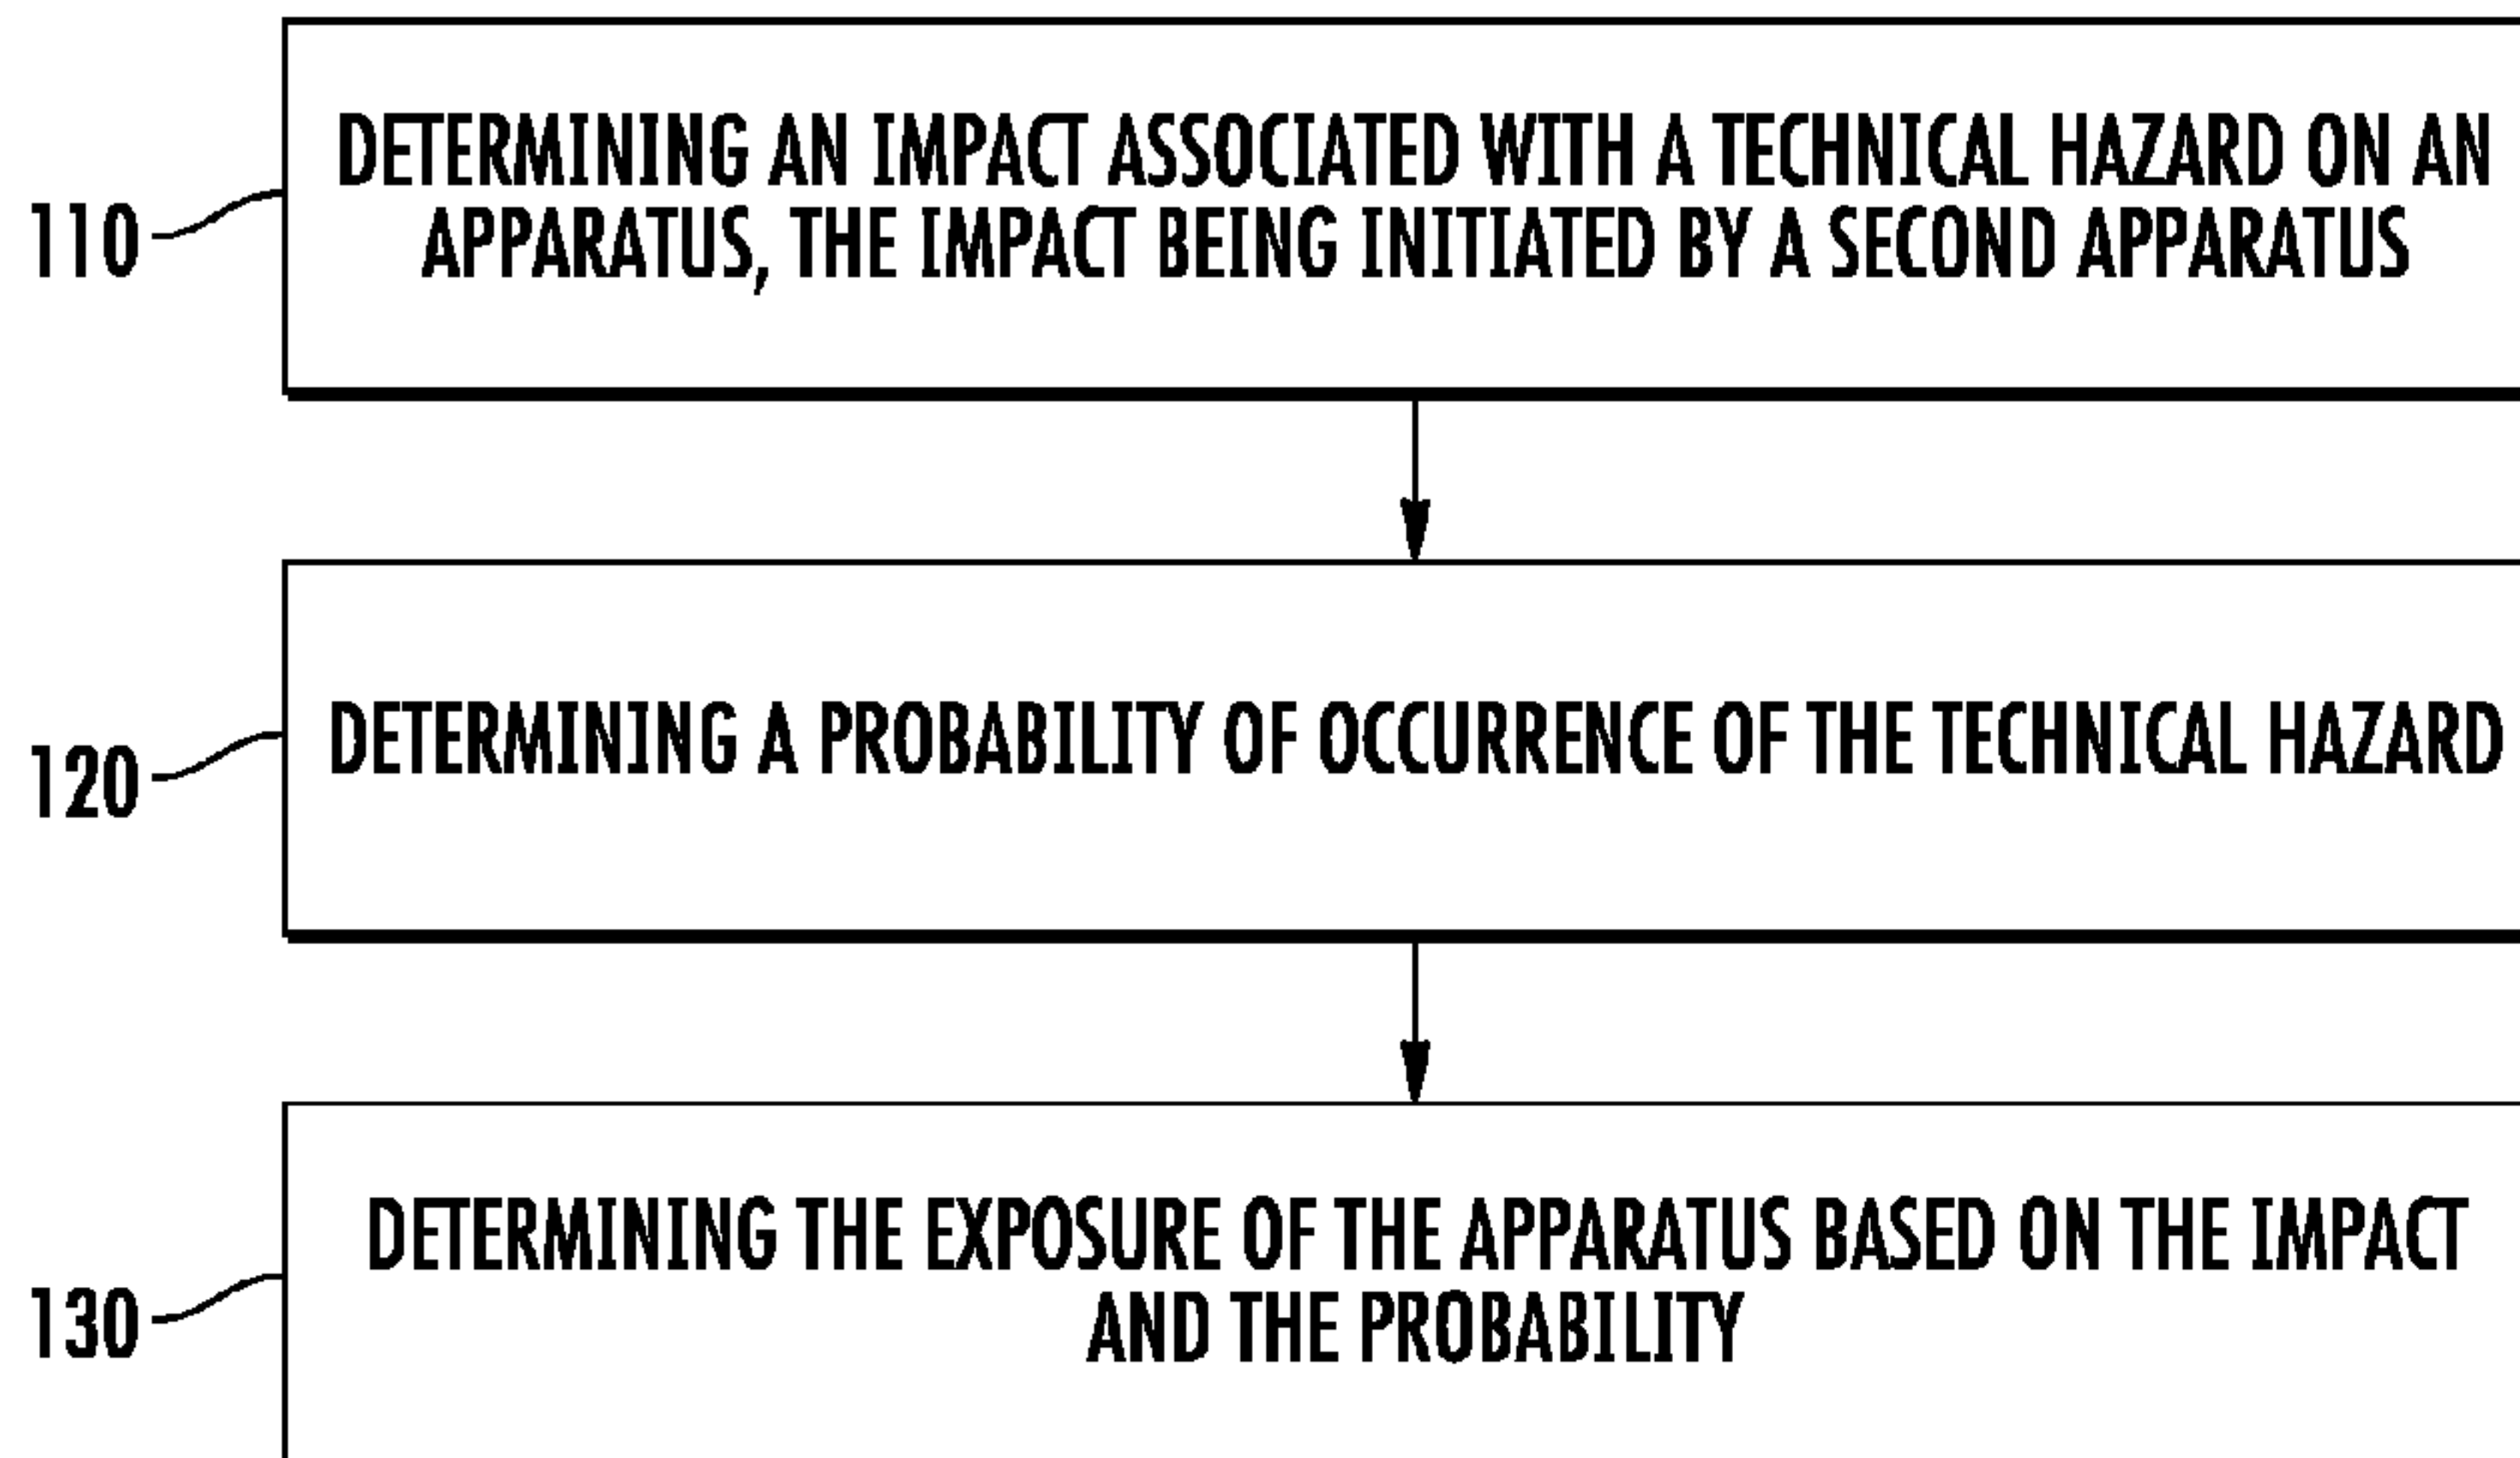 DETERMINING AN IMPACT ASSOCIATED WITH A TECHNICAL HAZARD ON AN
APPARATUS, THE IMPACT BEING INITIATED BY A SECOND APPARATUS
110
DETERMINING A PROBABILITY OF OCCURRENCE OF THE TECHNICAL HAZARD
120
DETERMINING THE EXPOSURE OF THE APPARATUS BASED ON THE IMPACT
AND THE PROBABILITY
130